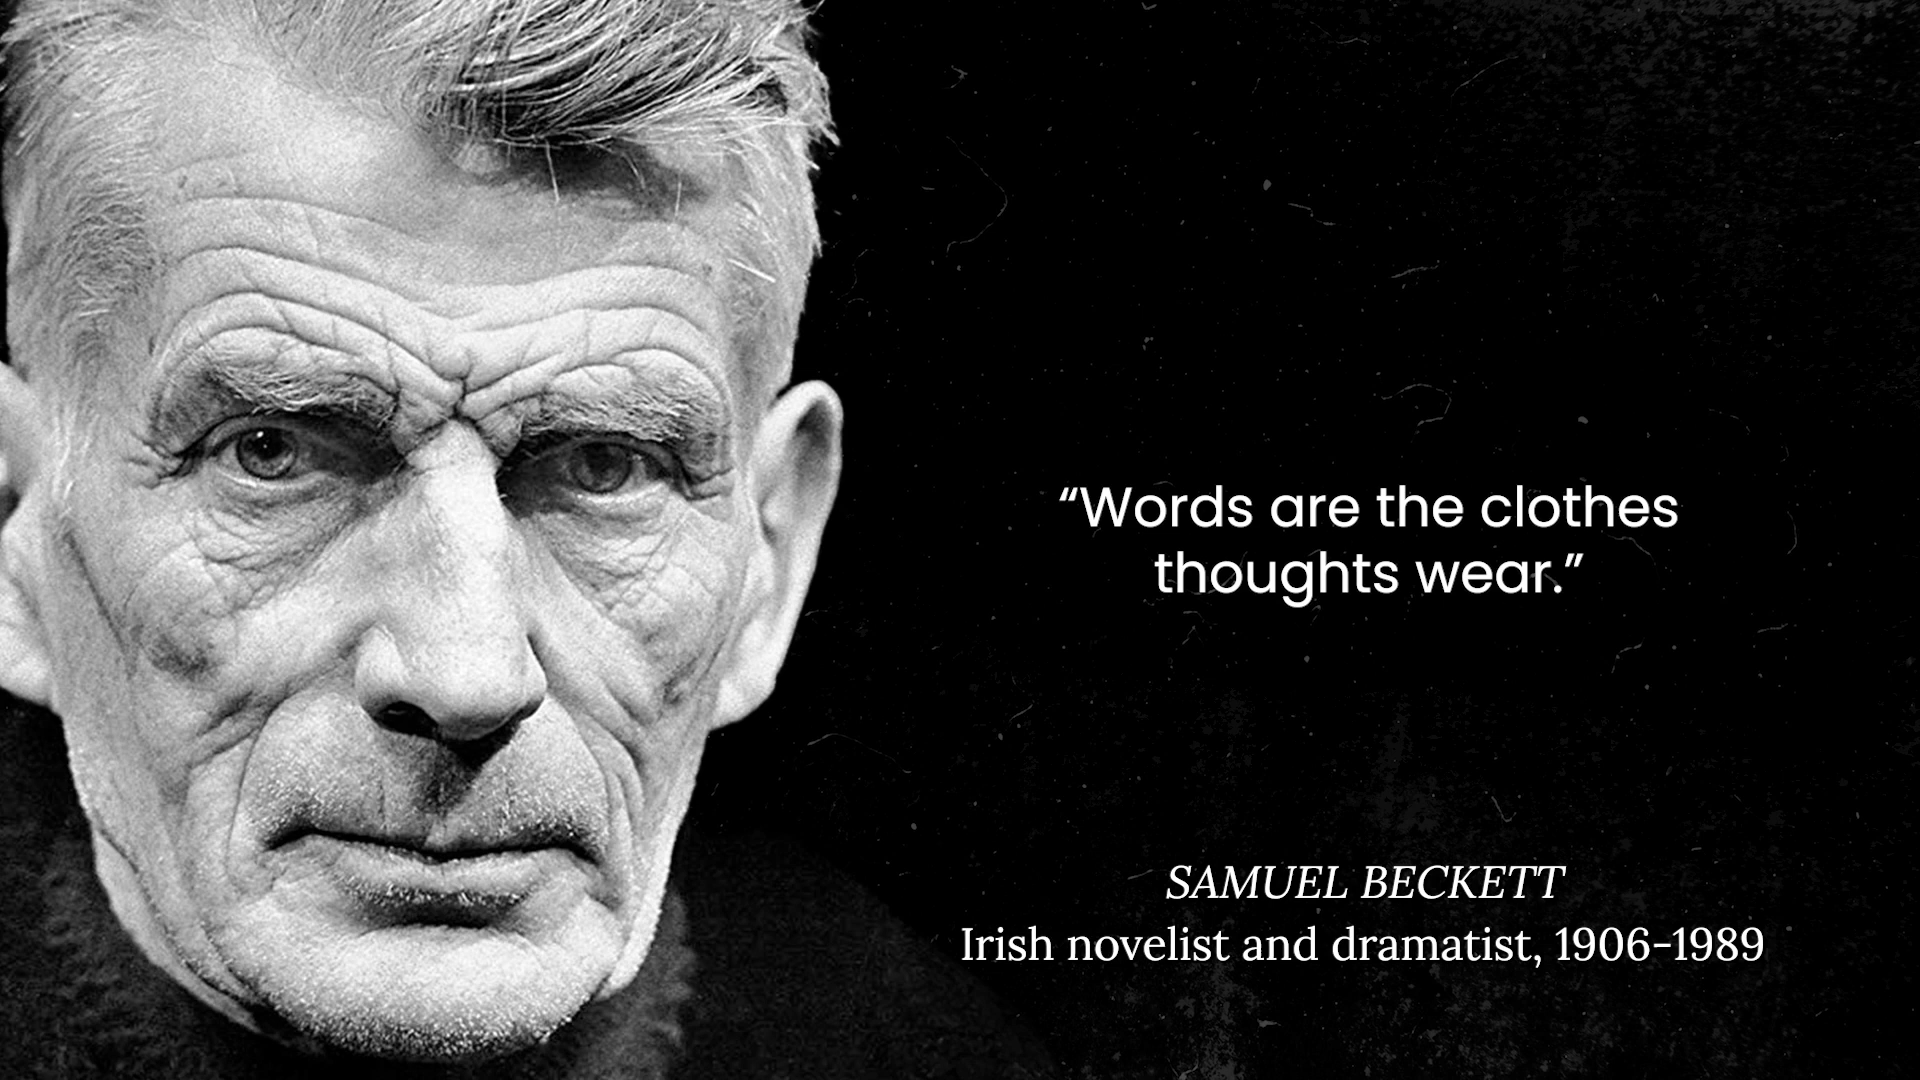 “Words are the clothes
thoughts wear.”
SAMUEL BECKETT
Irish novelist and dramatist, 1906-1989